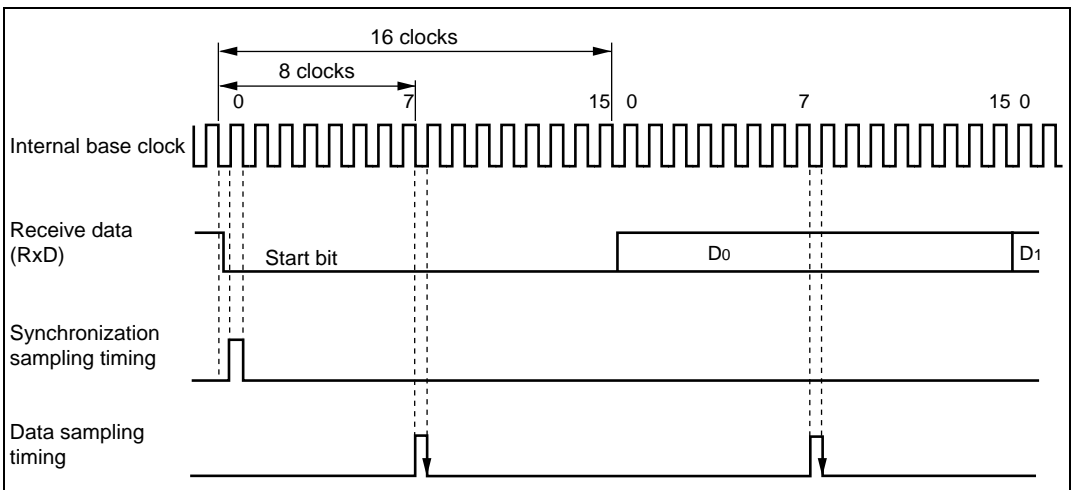 16 clocks
8 clocks
0 7 15 0 7 15 0
Internal base clock
Receive data
(RxD)
Start bit
D0
D1
Synchronization
sampling timing
Data sampling
timing